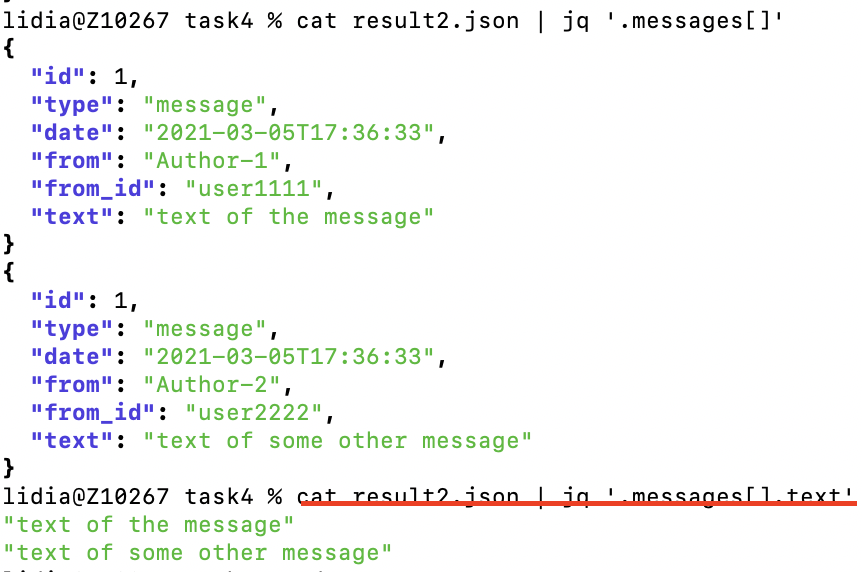 lidia@Z10267 task4 % cat result2.json | jq '.messages[]'
{
  "id": 1,
  "type": "message",
  "date": "2021-03-05T17:36:33",
  "from": "Author-1",
  "from_id": "user1111",
  "text": "text of the message"
}
{
  "id": 1,
  "type": "message",
  "date": "2021-03-05T17:36:33",
  "from": "Author-2",
  "from_id": "user2222",
  "text": "text of some other message"
}
lidia@Z10267 task4 % cat result2.json | jq '.messages[].text'
"text of the message"
"text of some other message"